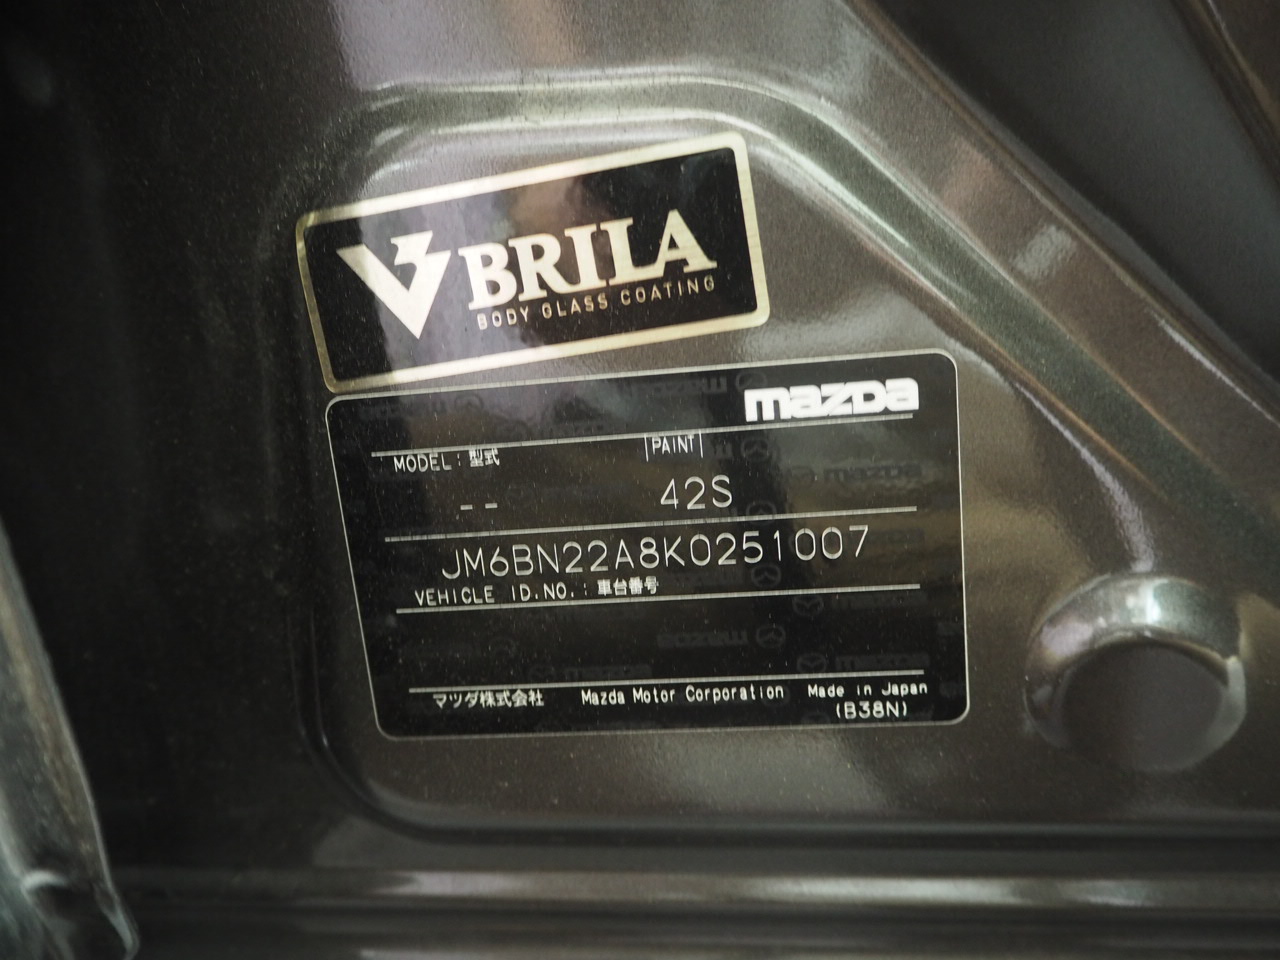 BRILA
BODY GLASS COATING
mazda
MODEL : 型式
PAINT
-- 42S
JM6BN22A8K0251007
VEHICLE ID.NO. : 車台番号
マツダ株式会社 Mazda Motor Corporation Made in Japan
(B38N)